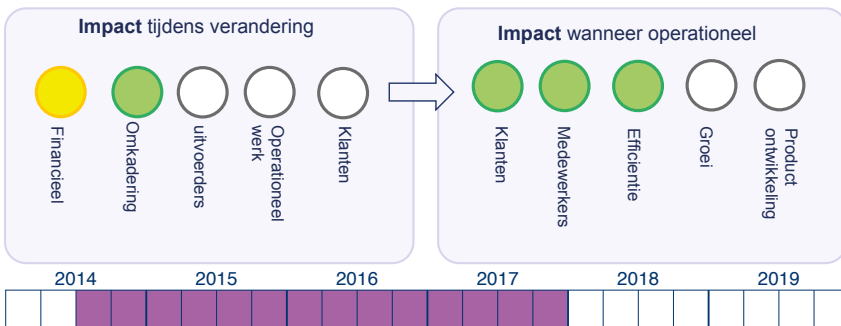 Impact tijdens verandering
Financieel
Omkadering
uitvoerders
Operationeel
werk
Klanten
Impact wanneer operationeel
Klanten
Medewerkers
Efficientie
Groei
Product
ontwikkeling
2014
2015
2016
2017
2018
2019